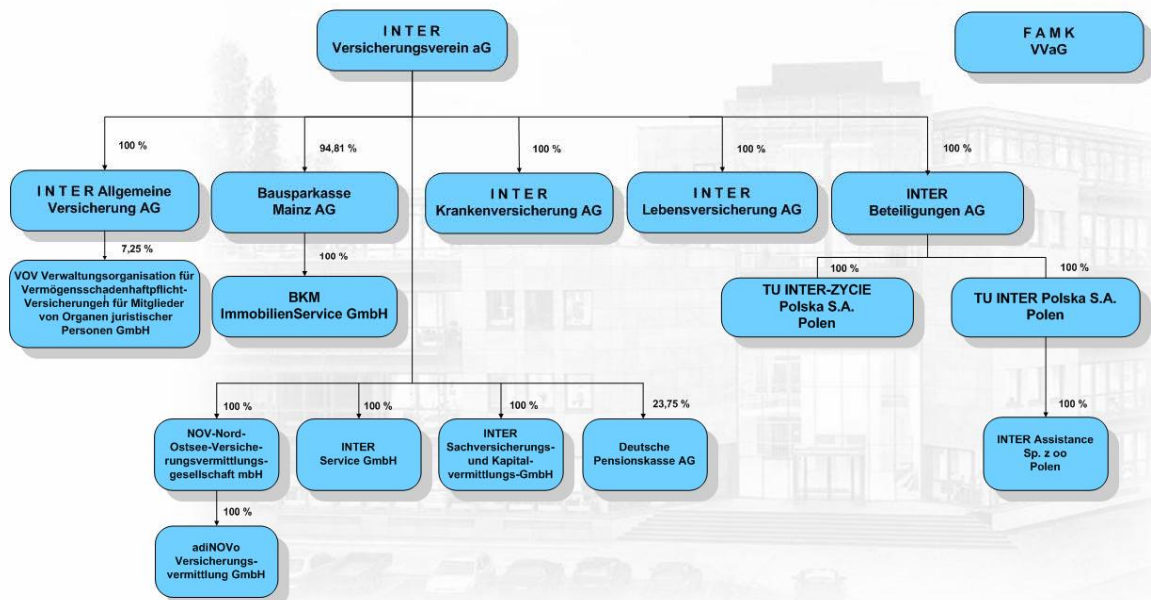 I N T E R
Versicherungsverein aG
F A M K
VVaG
100 %
94,81 %
100 %
100 %
100 %
I N T E R Allgemeine
Versicherung AG
Bausparkasse
Mainz AG
I N T E R
Krankenversicherung AG
I N T E R
Lebensversicherung AG
INTER
Beteiligungen AG
7,25 %
100 %
100 %
100 %
VOV Verwaltungsorganisation für
Vermögensschadenhaftpflicht-
Versicherungen für Mitglieder
von Organen juristischer
Personen GmbH
BKM
ImmobilienService GmbH
TU INTER-ZYCIE
Polska S.A.
Polen
TU INTER Polska S.A.
Polen
100 %
100 %
100 %
23,75 %
100 %
NOV-Nord-
Ostsee-Versiche-
rungsvermittlungs-
gesellschaft mbH
INTER
Service GmbH
INTER
Sachversicherungs-
und Kapital-
vermittlungs-GmbH
Deutsche
Pensionskasse AG
INTER Assistance
Sp. z oo
Polen
100 %
adiNOVo
Versicherungs-
vermittlung GmbH